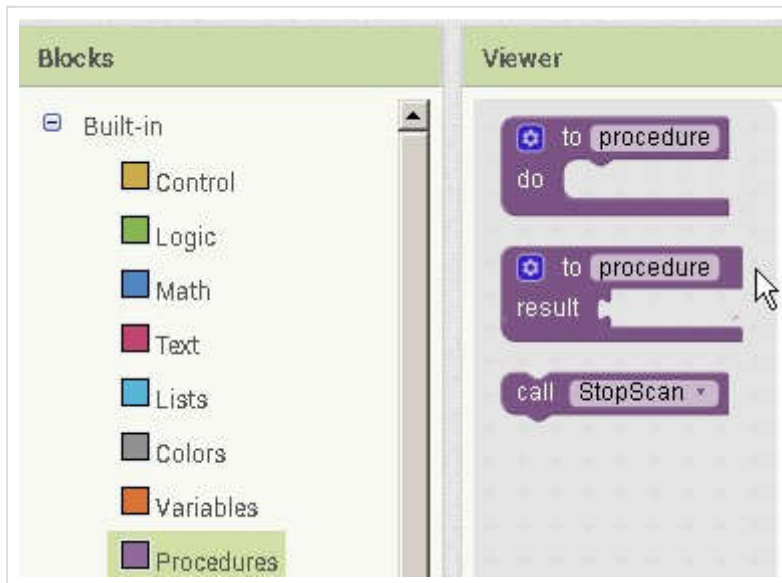 Blocks
Built-in
Control
Logic
Math
Text
Lists
Colors
Variables
Procedures
Viewer
to procedure
do
to procedure
result
call StopScan